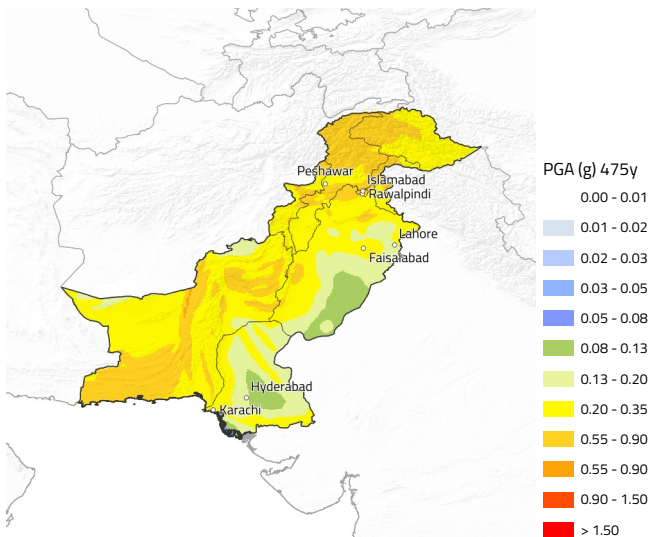 Peshawar
Islamabad
Rawalpindi
Lahore
Faisalabad
Hyderabad
Karachi
PGA (g) 475y
0.00 - 0.01
0.01 - 0.02
0.02 - 0.03
0.03 - 0.05
0.05 - 0.08
0.08 - 0.13
0.13 - 0.20
0.20 - 0.35
0.55 - 0.90
0.55 - 0.90
0.90 - 1.50
> 1.50